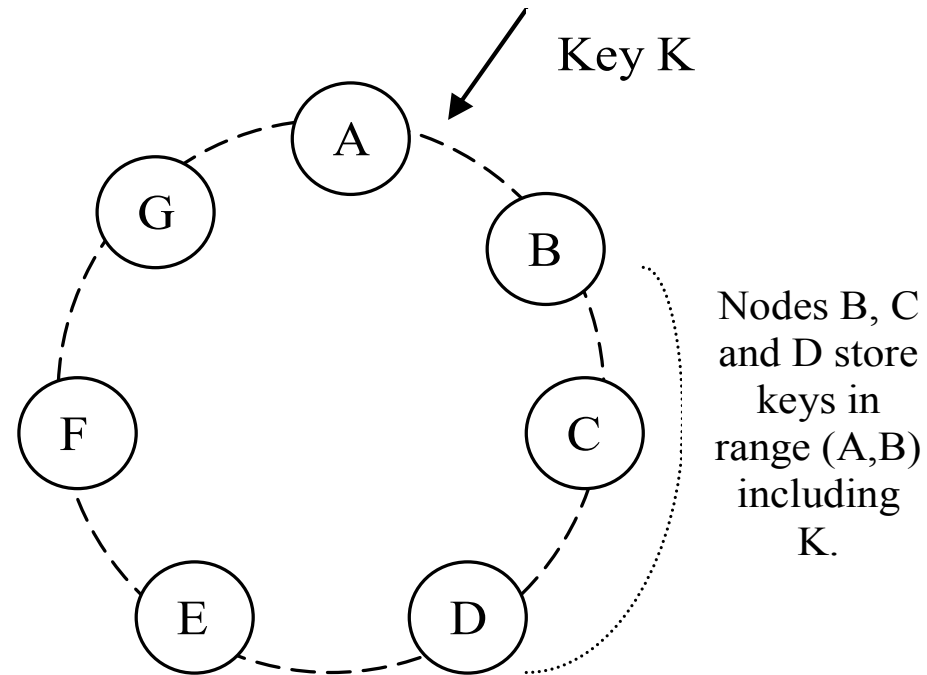 Key K
A
G
B
Nodes B, C
and D store
keys in
range (A,B)
including
K.
F
C
E
D